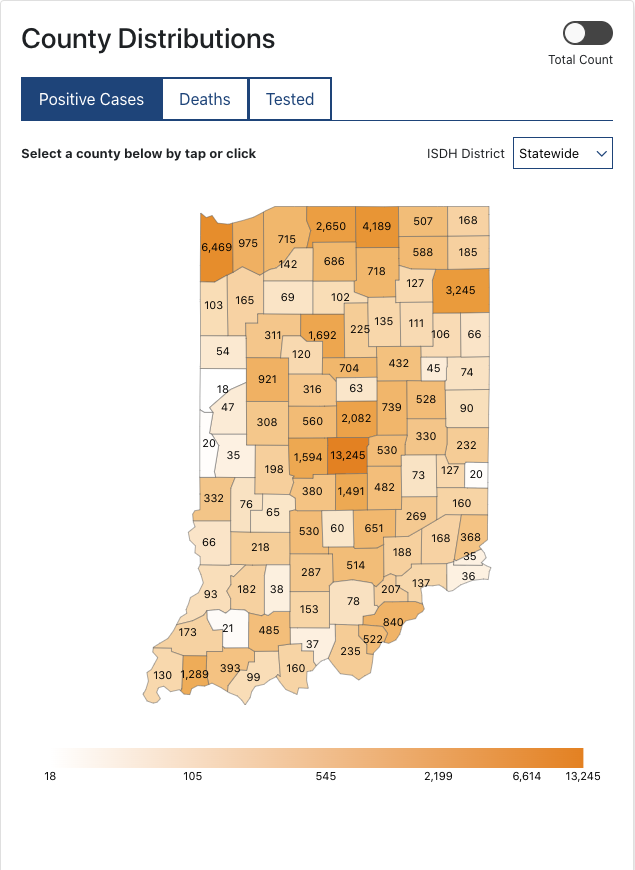 County Distributions
Total Count
Positive Cases Deaths Tested
Select a county below by tap or click ISDH District Statewide
2,650 4,189 507 168
6,469 975 715
588 185
142 686 718
127 3,245
103 165 69 102
225 135 111 106 66
311 1,692
54 120
704 432 45 74
18 921 316 63
47 739 528 90
308 560 2,082
20 35 330 232
1,594 13,245 530
198 73 127 20
332 76 380 1,491 482 160
65 269
66 530 60 651 168 368
218 188 35
287 514 36
93 182 38 207 137
153 78
173 21 485 840
37 522
235
130 1,289 393 99 160
18 105 545 2,199 6,614 13,245